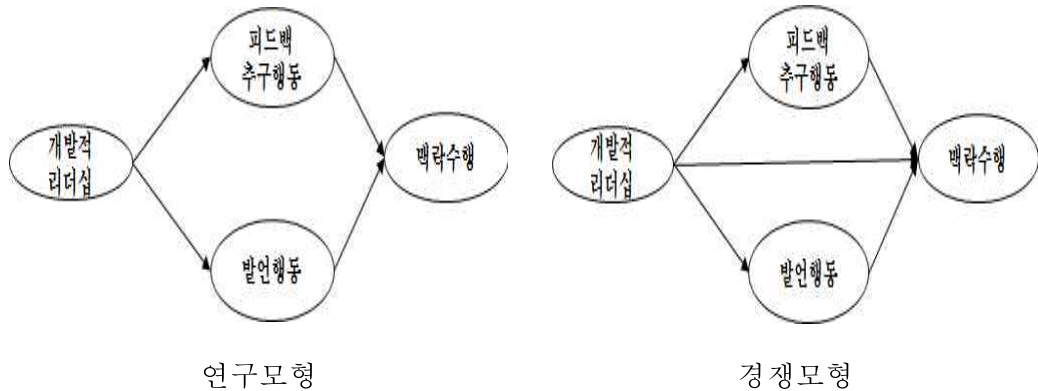 피드백
추구행동
개발적
리더십
맥락수행
발언행동
연구모형
피드백
추구행동
개발적
리더십
맥락수행
발언행동
경쟁모형